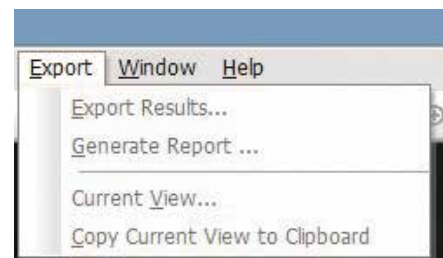 Export Window Help
Export Results...
Generate Report ...
Current View...
Copy Current View to Clipboard